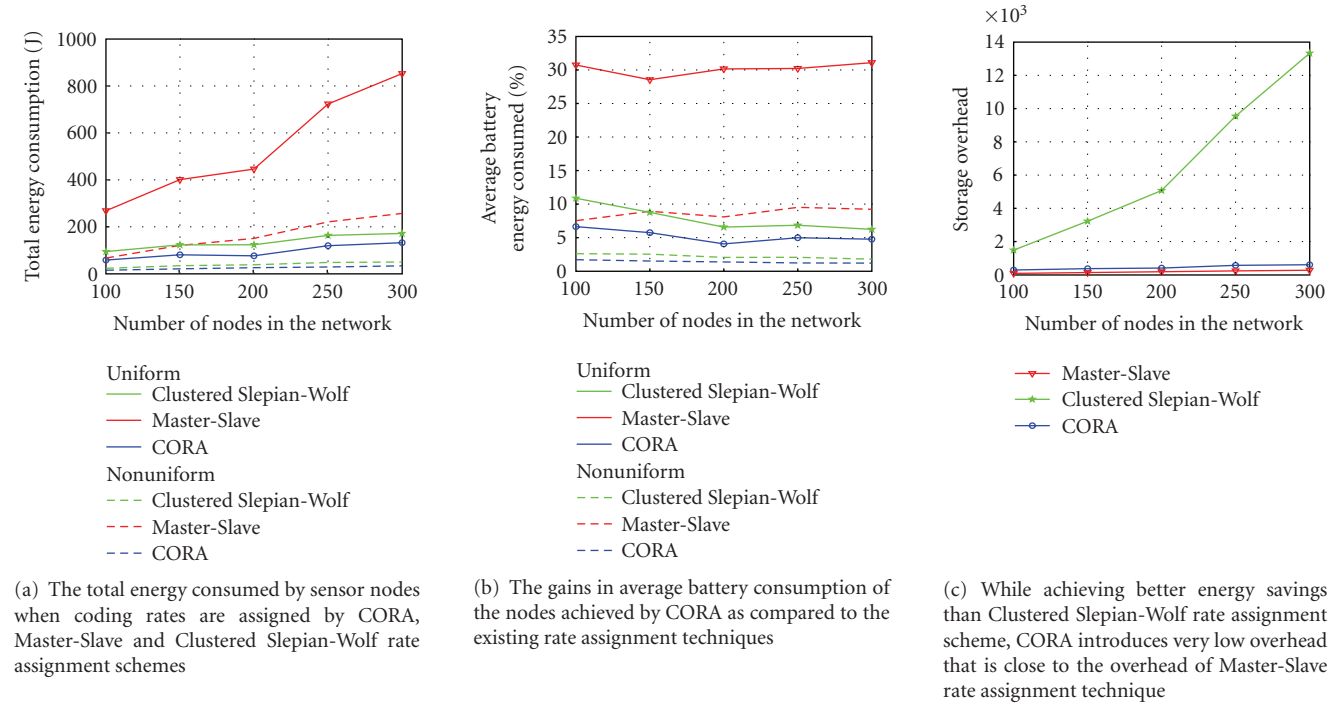 1000
800
600
400
200
0
100 150 200 250 300
Total energy consumption (J)
Number of nodes in the network
Uniform
Clustered Slepian-Wolf
Master-Slave
CORA
Nonuniform
Clustered Slepian-Wolf
Master-Slave
CORA
(a) The total energy consumed by sensor nodes
when coding rates are assigned by CORA,
Master-Slave and Clustered Slepian-Wolf rate
assignment schemes
35
30
25
20
15
10
5
0
100 150 200 250 300
Average battery
energy consumed (%)
Number of nodes in the network
Uniform
Clustered Slepian-Wolf
Master-Slave
CORA
Nonuniform
Clustered Slepian-Wolf
Master-Slave
CORA
(b) The gains in average battery consumption of
the nodes achieved by CORA as compared to the
existing rate assignment techniques
×10³
14
12
10
8
6
4
2
0
100 150 200 250 300
Storage overhead
Number of nodes in the network
Master-Slave
Clustered Slepian-Wolf
CORA
(c) While achieving better energy savings
than Clustered Slepian-Wolf rate assignment
scheme, CORA introduces very low overhead
that is close to the overhead of Master-Slave
rate assignment technique